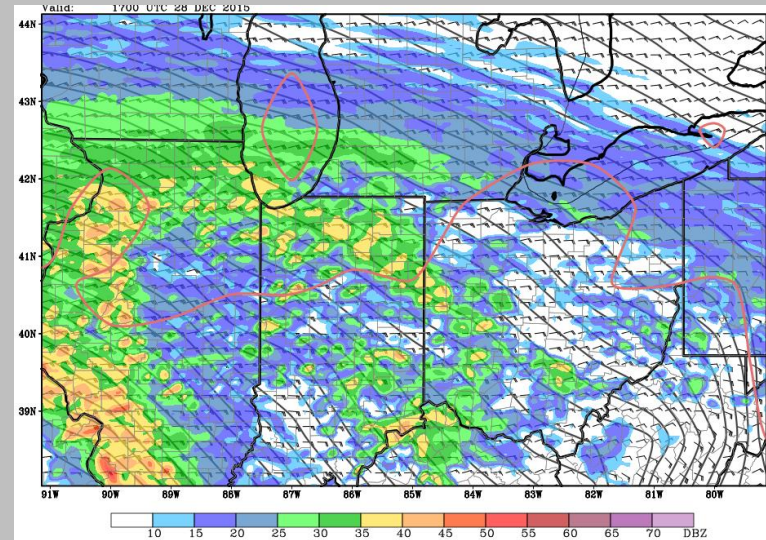 Valid: 1700 UTC 28 DEC 2015
44N
43N
42N
41N
40N
39N
91W 90W 89W 88W 87W 86W 85W 84W 83W 82W 81W 80W
10 15 20 25 30 35 40 45 50 55 60 65 70 DBZ